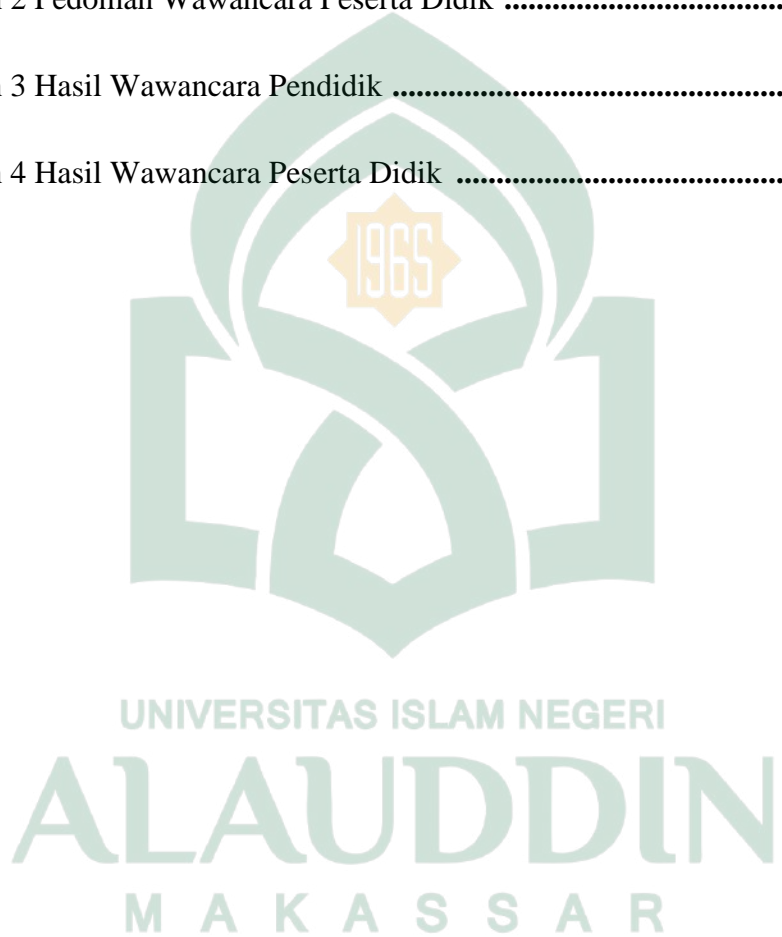 n 2 Pedoman Wawancara Peserta Didik ........................................
n 3 Hasil Wawancara Pendidik ......................................................
n 4 Hasil Wawancara Peserta Didik .............................................
1965
UNIVERSITAS ISLAM NEGERI
ALAUDDIN
MAKASSAR